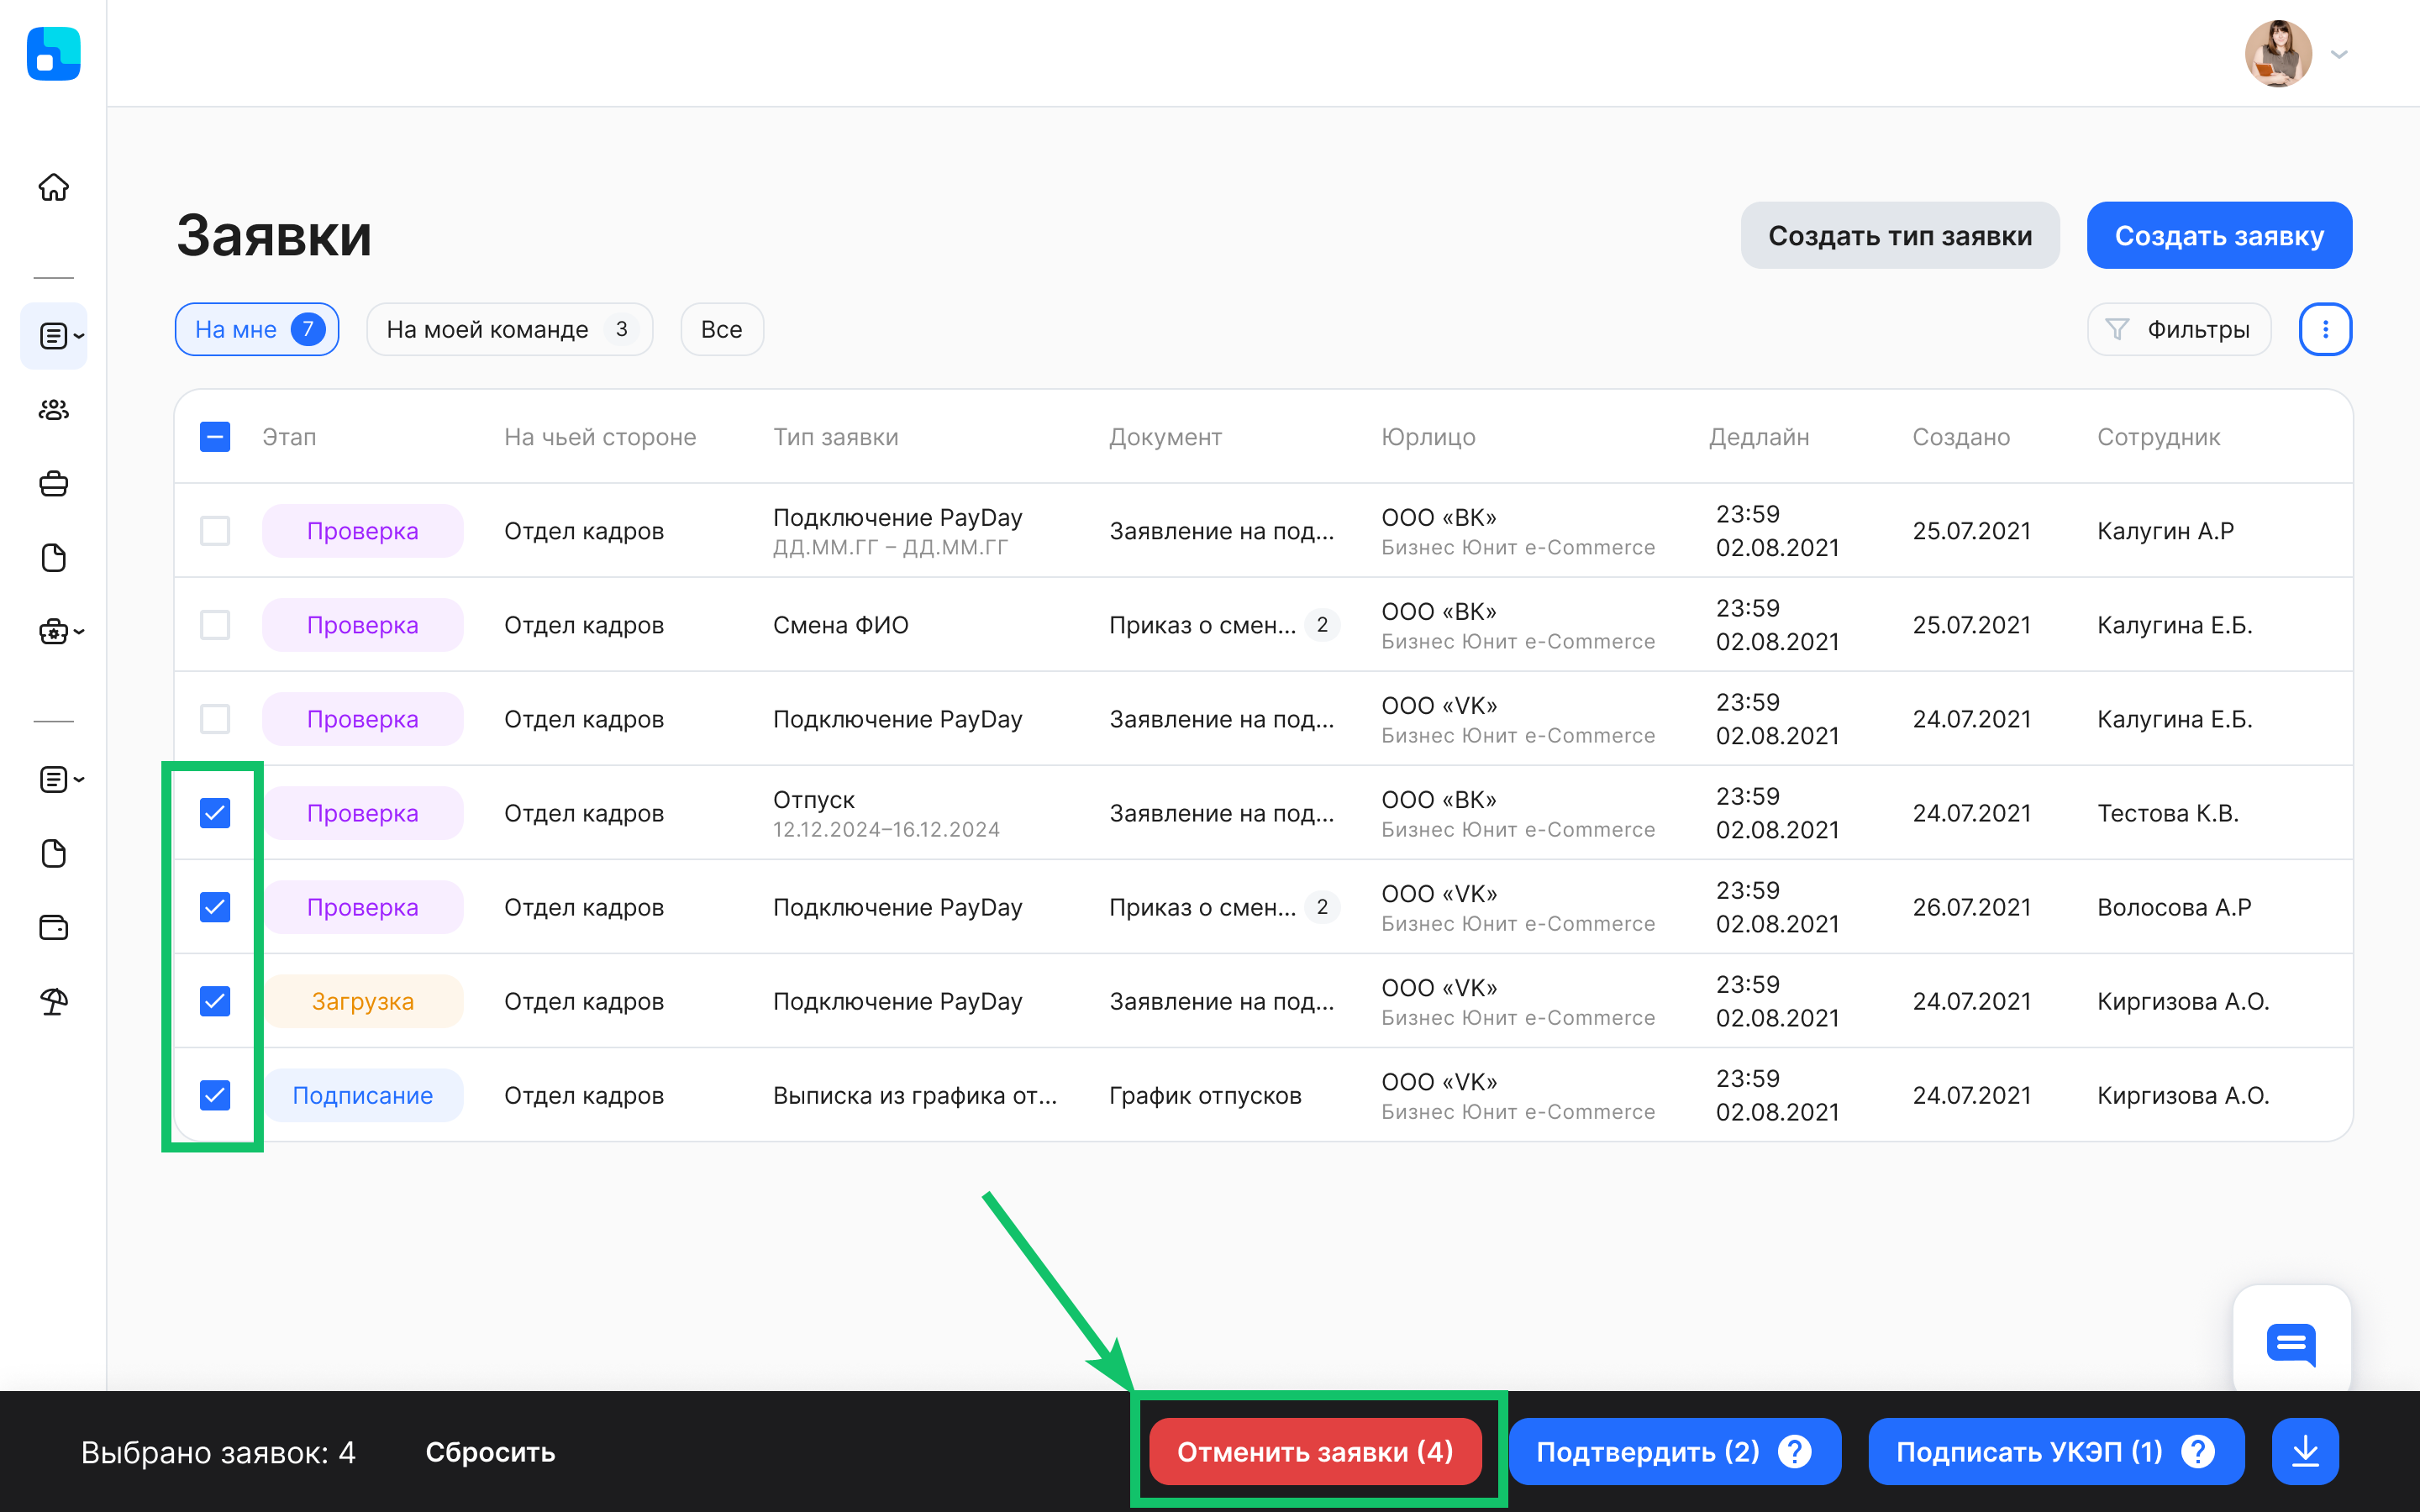 Заявки
Создать тип заявки
Создать заявку
На мне 7
На моей команде 3
Все
Фильтры
Этап
На чьей стороне
Тип заявки
Документ
Юрлицо
Дедлайн
Создано
Сотрудник
Проверка
Отдел кадров
Подключение PayDay
ДД.ММ.ГГ – ДД.ММ.ГГ
Заявление на под...
ООО «ВК»
Бизнес Юнит e-Commerce
23:59
02.08.2021
25.07.2021
Калугин А.Р
Проверка
Отдел кадров
Смена ФИО
Приказ о смен... 2
ООО «ВК»
Бизнес Юнит e-Commerce
23:59
02.08.2021
25.07.2021
Калугина Е.Б.
Проверка
Отдел кадров
Подключение PayDay
Заявление на под...
ООО «VK»
Бизнес Юнит e-Commerce
23:59
02.08.2021
24.07.2021
Калугина Е.Б.
Проверка
Отдел кадров
Отпуск
12.12.2024–16.12.2024
Заявление на под...
ООО «ВК»
Бизнес Юнит e-Commerce
23:59
02.08.2021
24.07.2021
Тестова К.В.
Проверка
Отдел кадров
Подключение PayDay
Приказ о смен... 2
ООО «VK»
Бизнес Юнит e-Commerce
23:59
02.08.2021
26.07.2021
Волосова А.Р
Загрузка
Отдел кадров
Подключение PayDay
Заявление на под...
ООО «VK»
Бизнес Юнит e-Commerce
23:59
02.08.2021
24.07.2021
Киргизова А.О.
Подписание
Отдел кадров
Выписка из графика от...
График отпусков
ООО «VK»
Бизнес Юнит e-Commerce
23:59
02.08.2021
24.07.2021
Киргизова А.О.
Выбрано заявок: 4
Сбросить
Отменить заявки (4)
Подтвердить (2) ?
Подписать УКЭП (1) ?